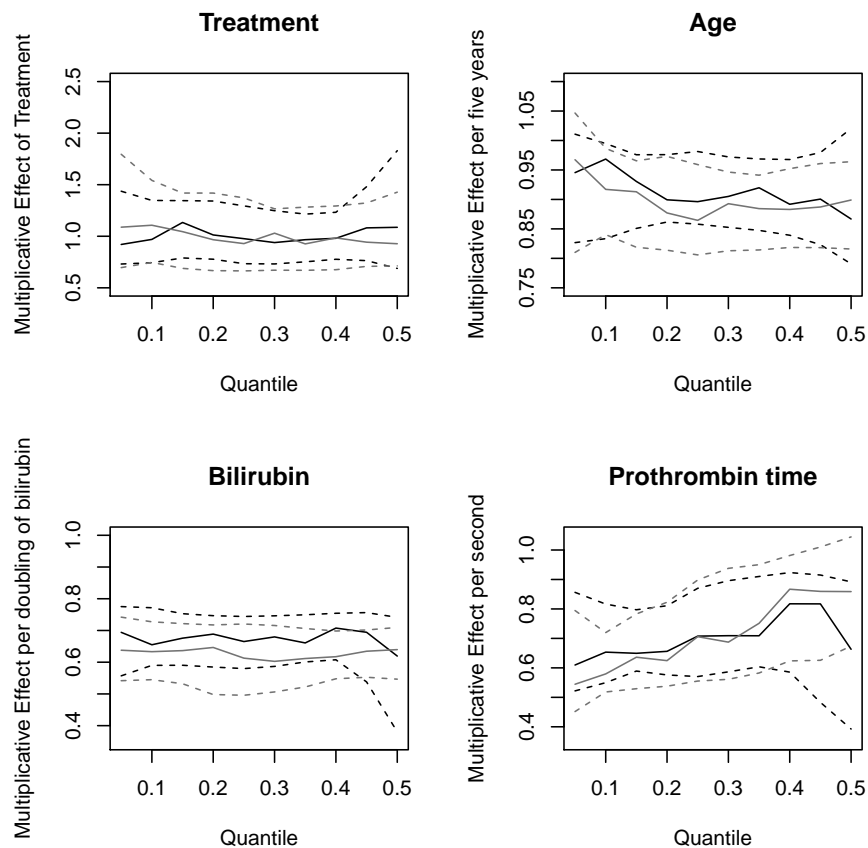 Treatment
Multiplicative Effect of Treatment
2.5
2.0
1.5
1.0
0.5
0.1 0.2 0.3 0.4 0.5
Quantile
Age
Multiplicative Effect per five years
1.05
0.95
0.85
0.75
0.1 0.2 0.3 0.4 0.5
Quantile
Bilirubin
Multiplicative Effect per doubling of bilirubin
1.0
0.8
0.6
0.4
0.1 0.2 0.3 0.4 0.5
Quantile
Prothrombin time
Multiplicative Effect per second
1.0
0.8
0.6
0.4
0.1 0.2 0.3 0.4 0.5
Quantile